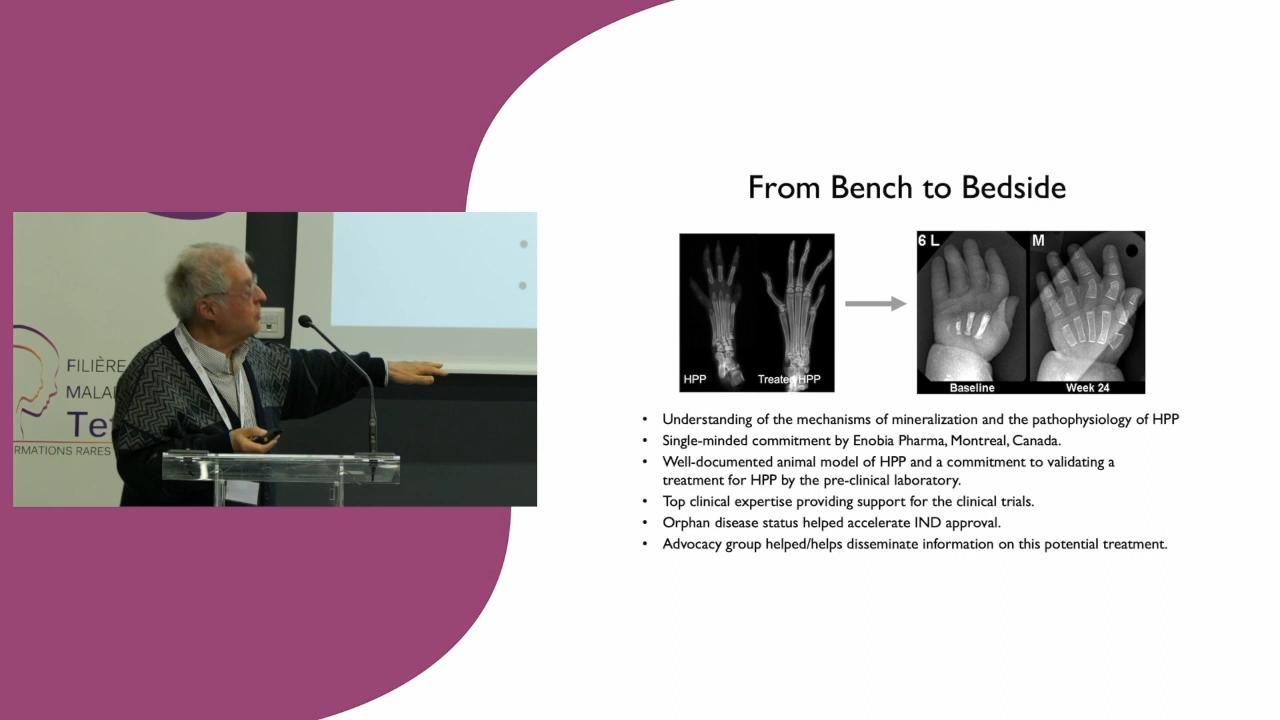 FILIÈRE
MALA
Te
RMATIONS RARES
From Bench to Bedside
HPP
Treated HPP
6 L
M
Baseline
Week 24
• Understanding of the mechanisms of mineralization and the pathophysiology of HPP
• Single-minded commitment by Enobia Pharma, Montreal, Canada.
• Well-documented animal model of HPP and a commitment to validating a
treatment for HPP by the pre-clinical laboratory.
• Top clinical expertise providing support for the clinical trials.
• Orphan disease status helped accelerate IND approval.
• Advocacy group helped/helps disseminate information on this potential treatment.